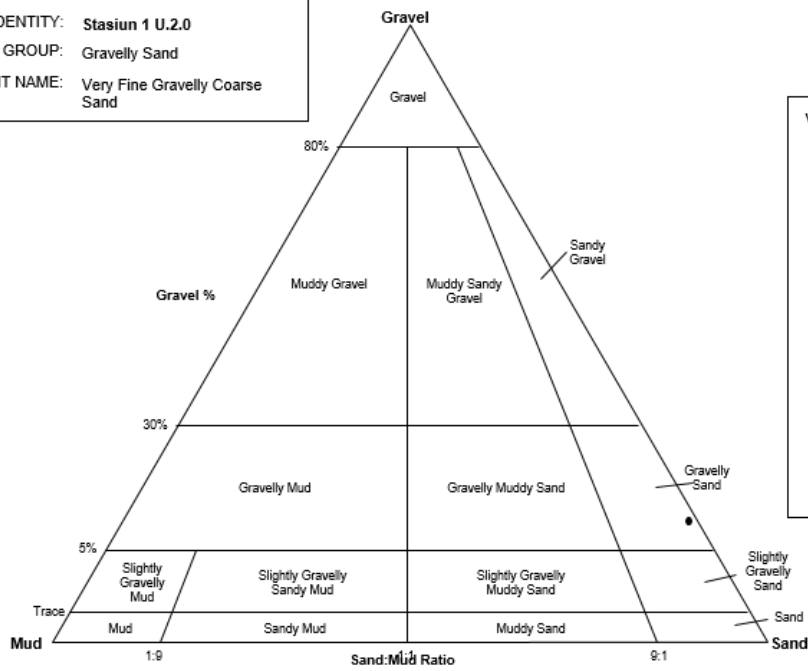 DENTITY: Stasiun 1 U.2.0
GROUP: Gravelly Sand
T NAME: Very Fine Gravelly Coarse
Sand
Gravel
Gravel
80%
Sandy
Gravel
Muddy Gravel
Muddy Sandy
Gravel
Gravel %
30%
Gravelly
Sand
Gravelly Mud
Gravelly Muddy Sand
5%
Slightly
Gravelly
Mud
Slightly Gravelly
Sandy Mud
Slightly Gravelly
Muddy Sand
Slightly
Gravelly
Sand
Trace
Mud
Sandy Mud
Muddy Sand
Sand
Mud
Sand
1:9
1:1
9:1
Sand:Mud Ratio